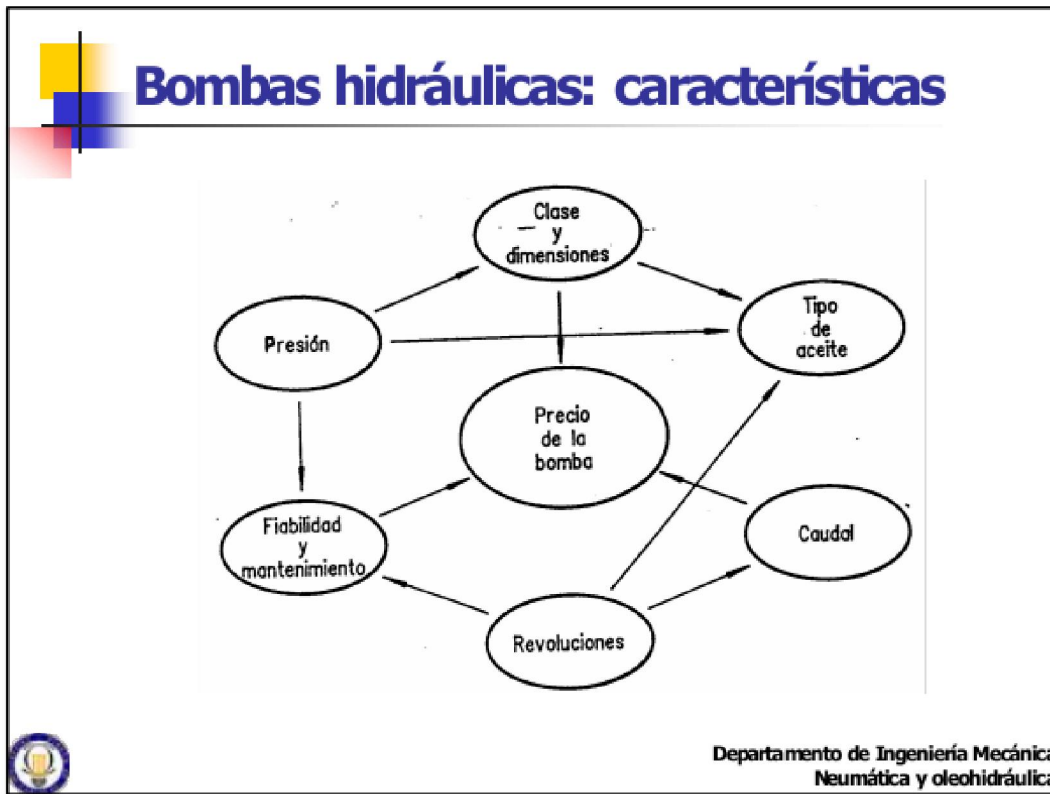 Bombas hidráulicas: características
Clase
y
dimensiones
Presión
Tipo
de
aceite
Precio
de la
bomba
Fiabilidad
y
mantenimiento
Caudal
Revoluciones
Departamento de Ingeniería Mecánica
Neumática y oleohidráulica